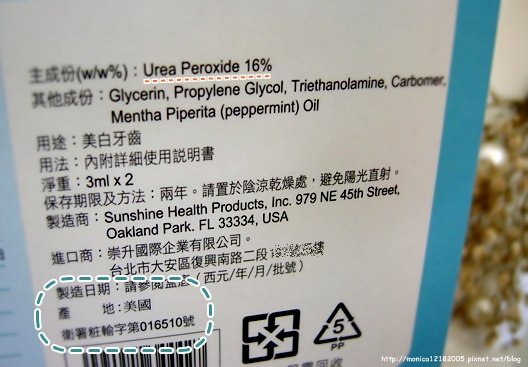 主成份(w/w%)：Urea Peroxide 16%
其他成份：Glycerin, Propylene Glycol, Triethanolamine, Carbomer,
Mentha Piperita (peppermint) Oil
用途：美白牙齒
用法：內附詳細使用說明書
淨重：3ml x 2
保存期限及方法：兩年。請置於陰涼乾燥處，避免陽光直射。
製造商：Sunshine Health Products, Inc. 979 NE 45th Street,
Oakland Park. FL 33334, USA
進口商：崇升國際企業有限公司。
台北市大安區復興南路二段
製造日期：請參閱盒底（西元/年/月/批號）
產 地：美國
衛署粧輸字第016510號
5
PP
回收
http://monica12182005.pixnet.net/blog